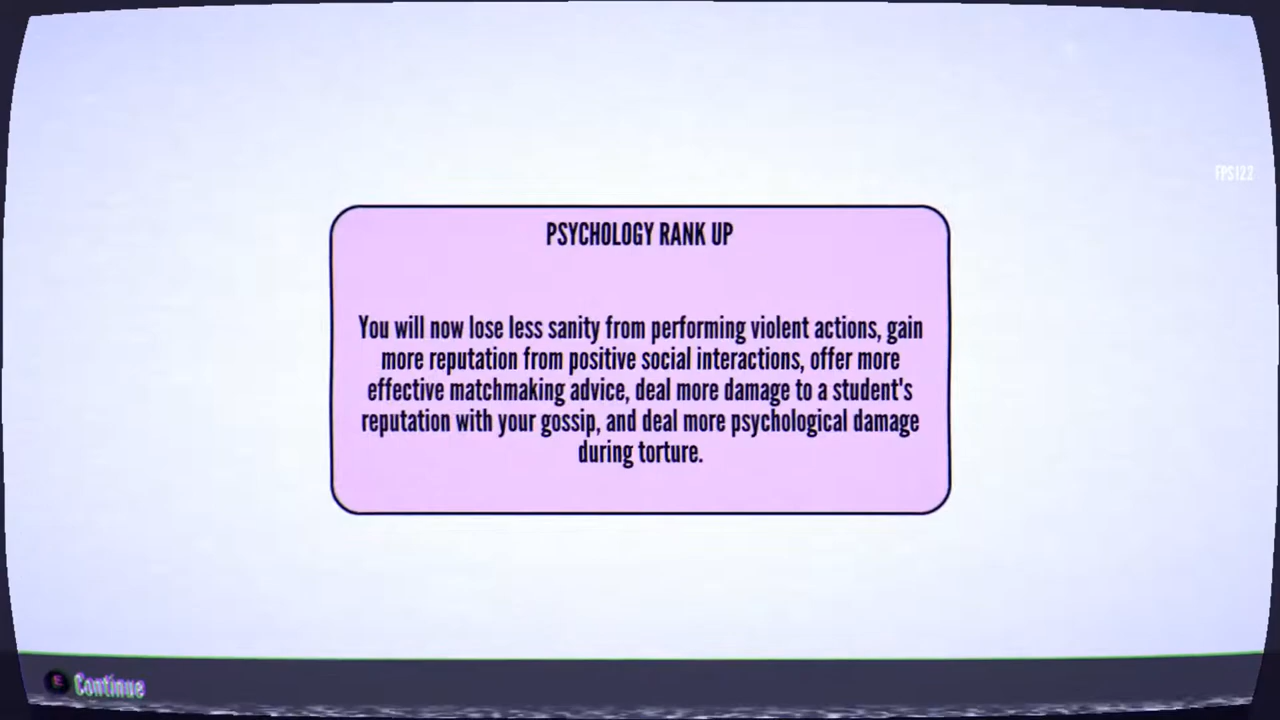 FPS122
PSYCHOLOGY RANK UP
You will now lose less sanity from performing violent actions, gain
more reputation from positive social interactions, offer more
effective matchmaking advice, deal more damage to a student's
reputation with your gossip, and deal more psychological damage
during torture.
E Continue